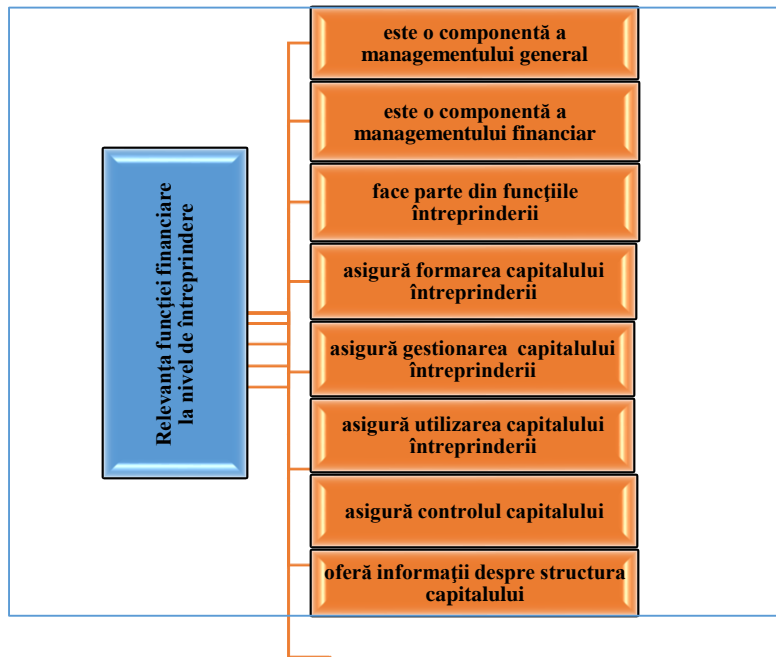 Relevanţa funcţiei financiare
la nivel de întreprindere
este o componentă a
managementului general
este o componentă a
managementului financiar
face parte din funcţiile
întreprinderii
asigură formarea capitalului
întreprinderii
asigură gestionarea capitalului
întreprinderii
asigură utilizarea capitalului
întreprinderii
asigură controlul capitalului
oferă informaţii despre structura
capitalului